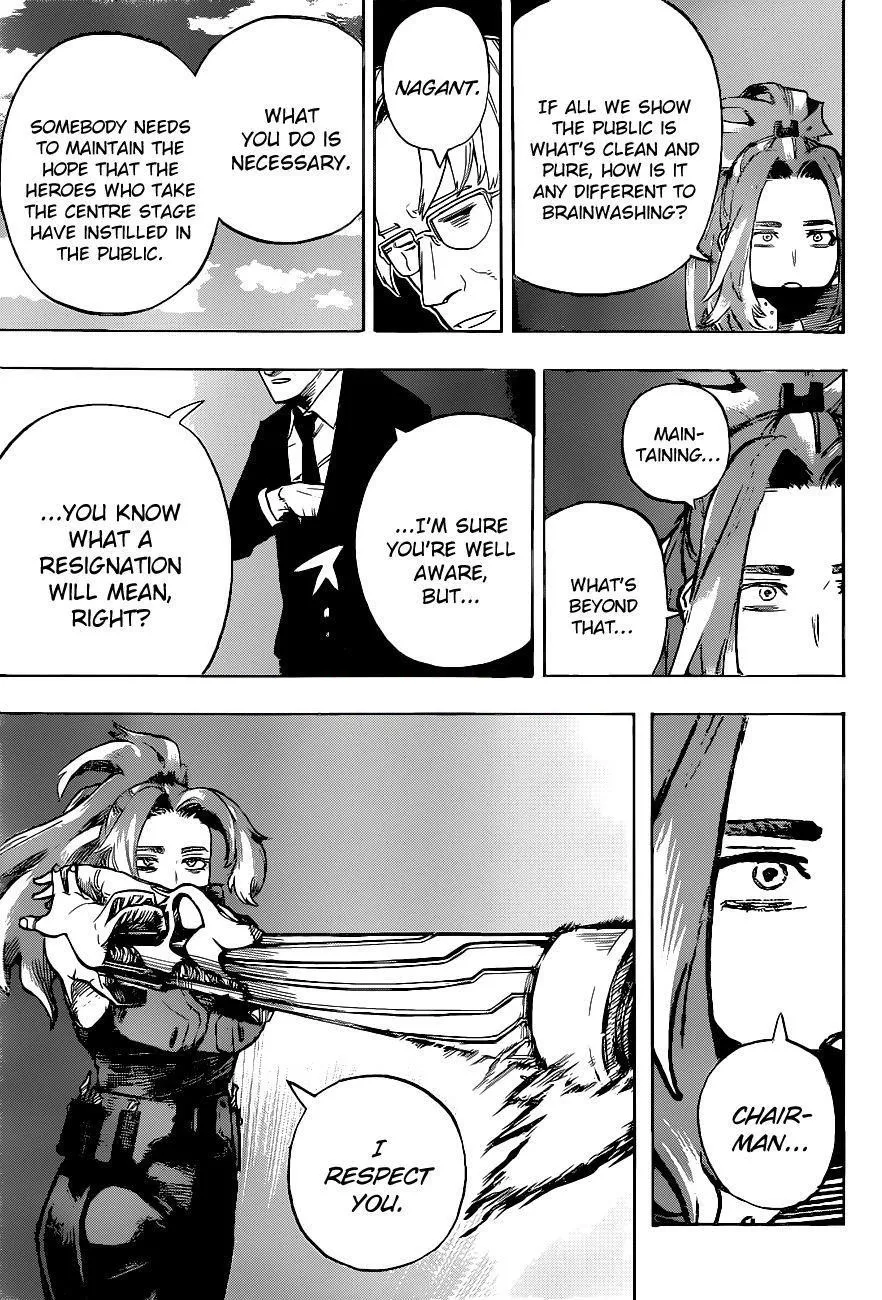 IF ALL WE SHOW
THE PUBLIC IS
WHAT'S CLEAN AND
PURE, HOW IS IT
ANY DIFFERENT TO
BRAINWASHING?
NAGANT.
WHAT
YOU DO IS
NECESSARY.
SOMEBODY NEEDS
TO MAINTAIN THE
HOPE THAT THE
HEROES WHO TAKE
THE CENTRE STAGE
HAVE INSTILLED IN
THE PUBLIC.
MAIN-
TAINING...
WHAT'S
BEYOND
THAT...
...I'M SURE
YOU'RE WELL
AWARE,
BUT...
...YOU KNOW
WHAT A
RESIGNATION
WILL MEAN,
RIGHT?
CHAIR-
MAN...
I
RESPECT
YOU.